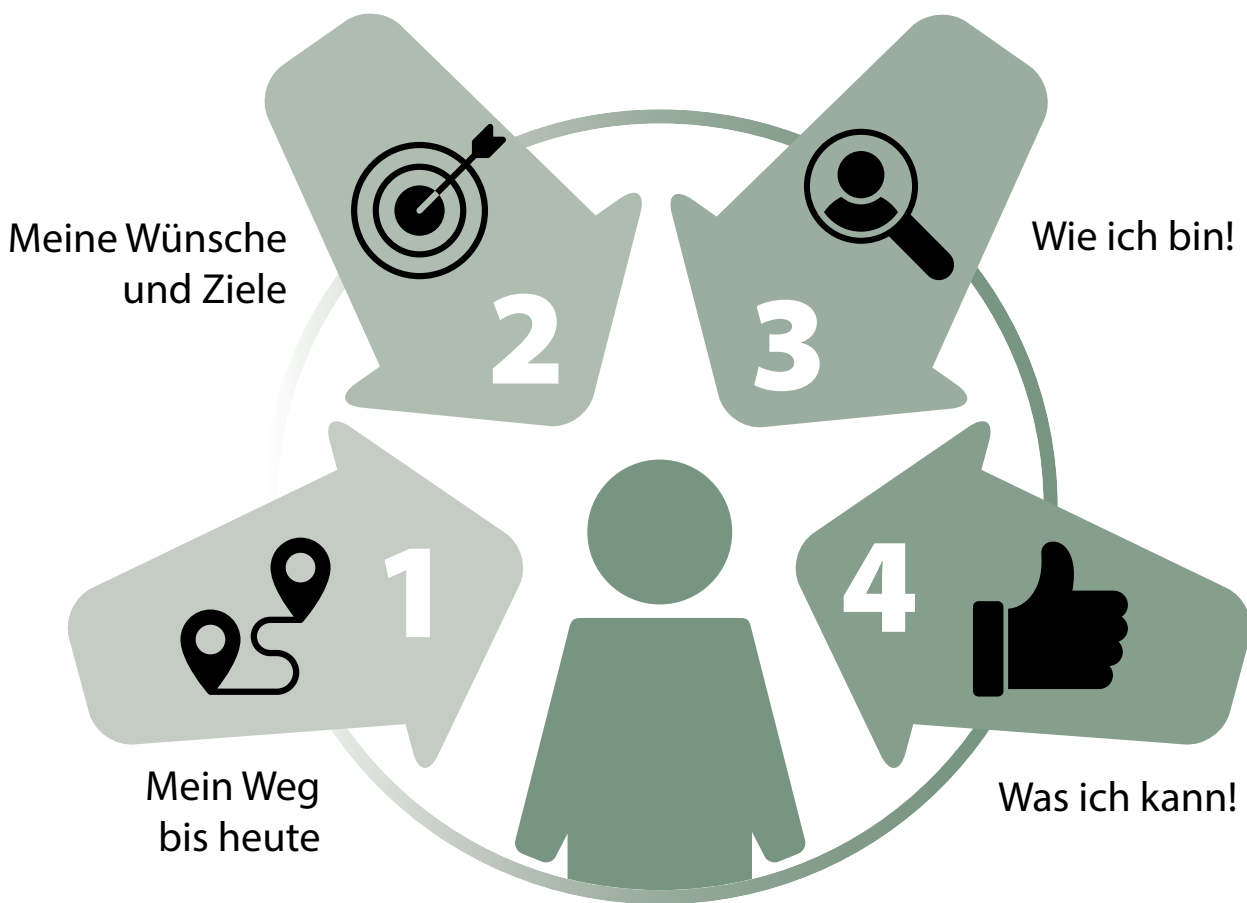 Meine Wünsche
und Ziele
2
3
Wie ich bin!
1
4
Mein Weg
bis heute
Was ich kann!